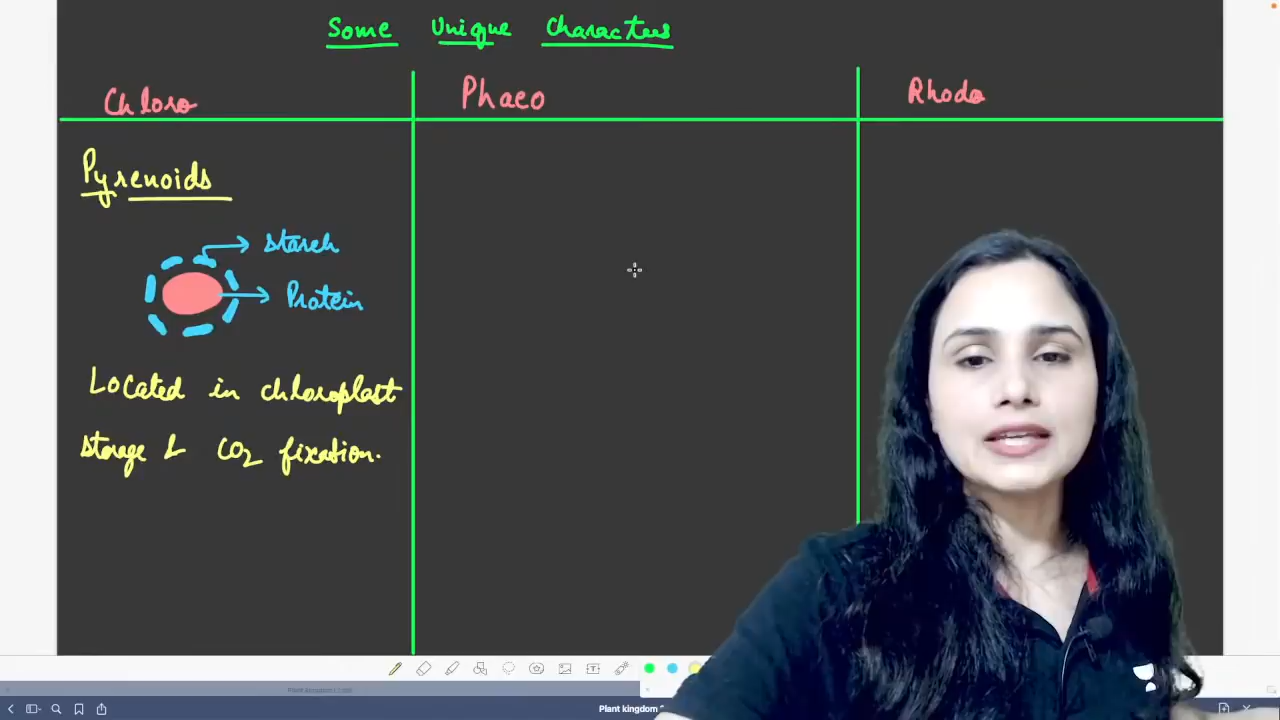 Some Unique Characters
Chloro
Phaeo
Rhodo
Pyrenoids
Starch
Protein
Located in chloroplast
Storage & CO2 fixation.
Plant kingdom